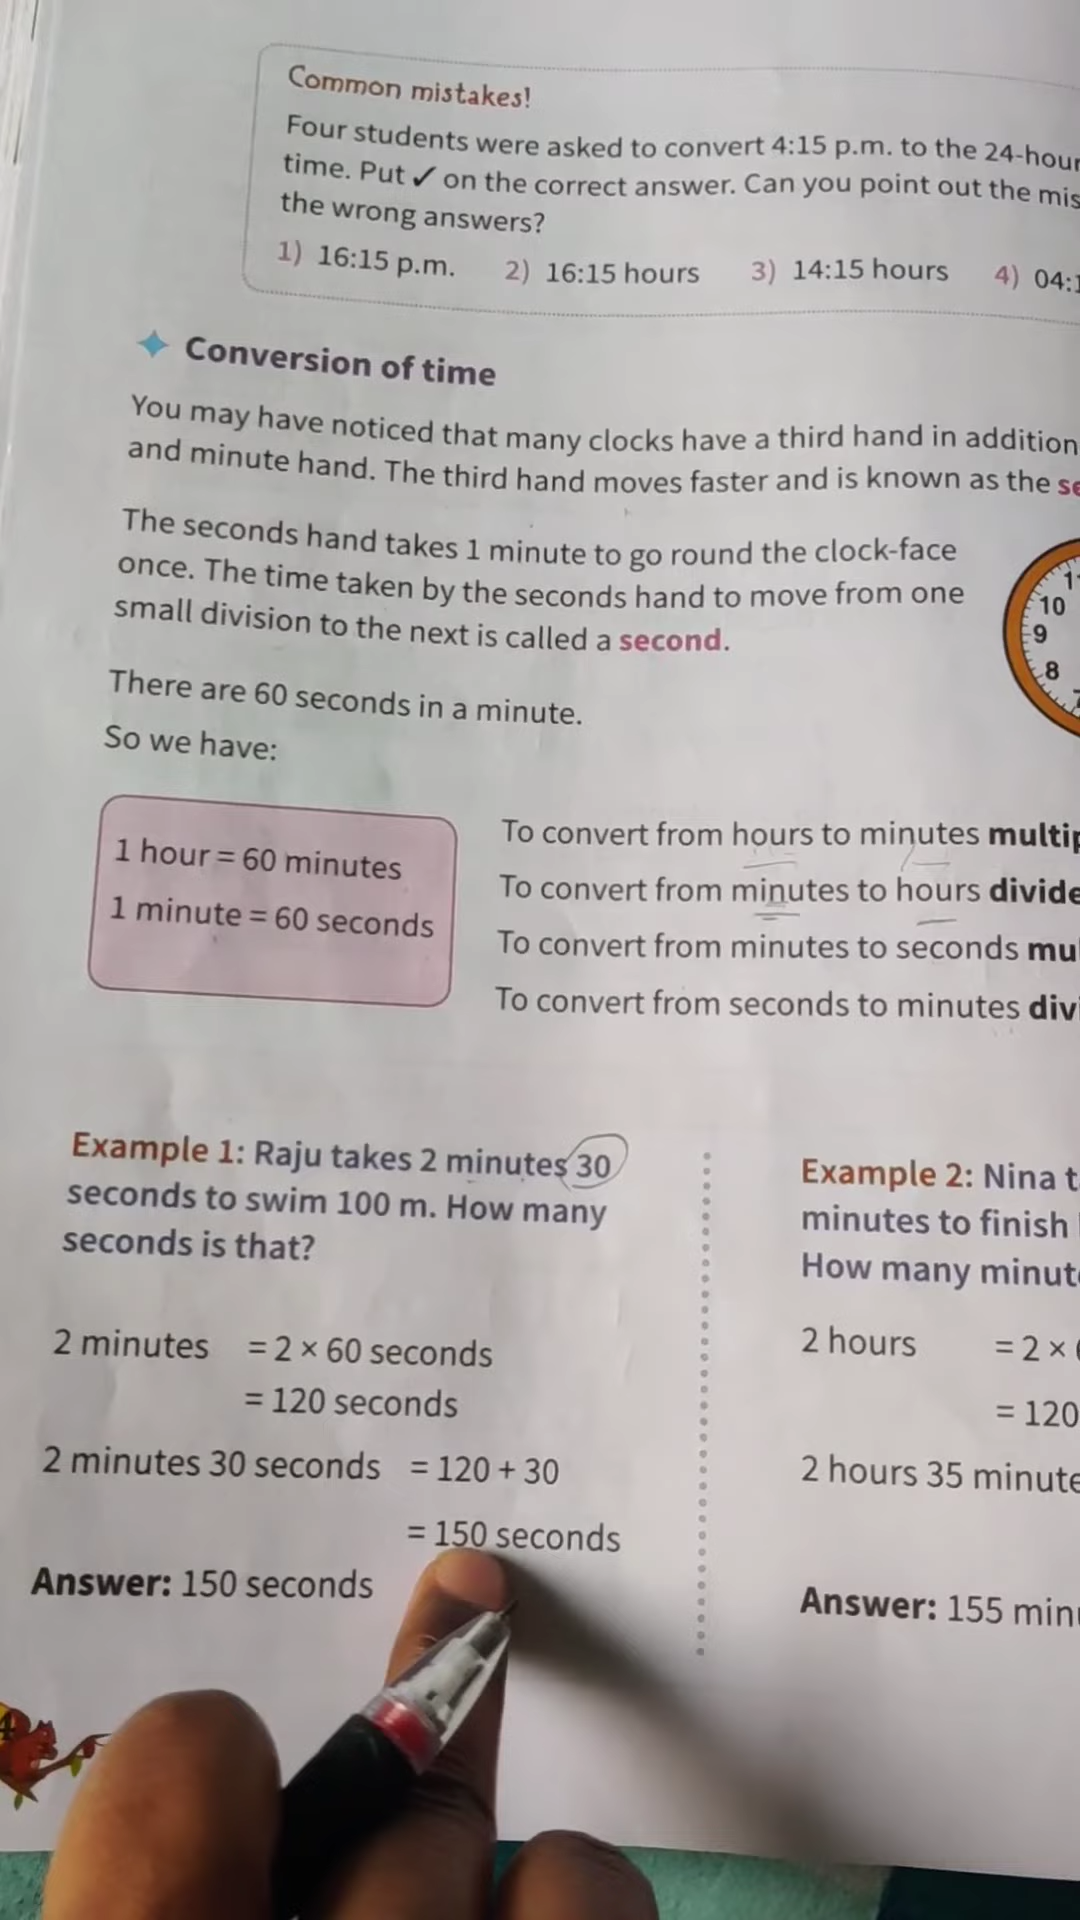 Common mistakes!
Four students were asked to convert 4:15 p.m. to the 24-hour
time. Put ✓ on the correct answer. Can you point out the
the wrong answers?
1) 16:15 p.m. 2) 16:15 hours 3) 14:15 hours 4)
Conversion of time
You may have noticed that many clocks have a third hand in addition
and minute hand. The third hand moves faster and is known as the
The seconds hand takes 1 minute to go round the clock-face
once. The time taken by the seconds hand to move from one
small division to the next is called a second.
There are 60 seconds in a minute.
So we have:
10
9
8
1 hour = 60 minutes
1 minute = 60 seconds
To convert from hours to minutes
To convert from minutes to hours divide
To convert from minutes to seconds
To convert from seconds to minutes
Example 1: Raju takes 2 minutes 30
seconds to swim 100 m. How many
seconds is that?
2 minutes = 2 × 60 seconds
= 120 seconds
2 minutes 30 seconds = 120 + 30
= 150 seconds
Answer: 150 seconds
Example 2: Nina
minutes to finish
How many
2 hours = 2 ×
= 120
2 hours 35
Answer: 155
4